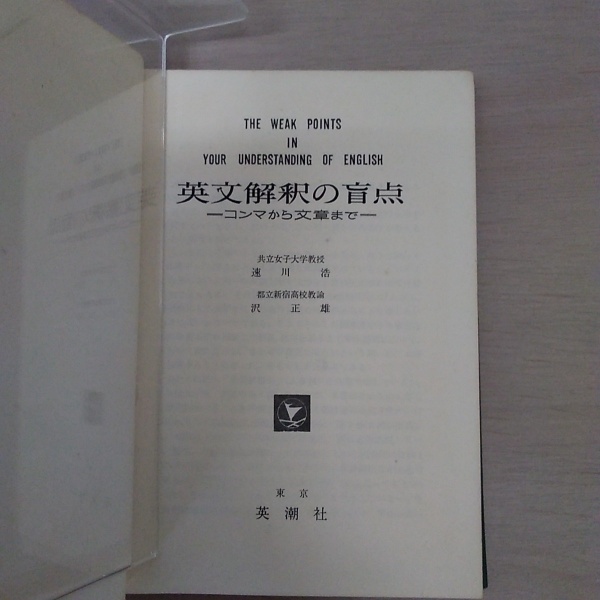 THE WEAK POINTS
IN
YOUR UNDERSTANDING OF ENGLISH
英文解釈の盲点
―コンマから文章まで―
共立女子大学教授
速川浩
都立新宿高校教諭
沢正雄
東京
英潮社